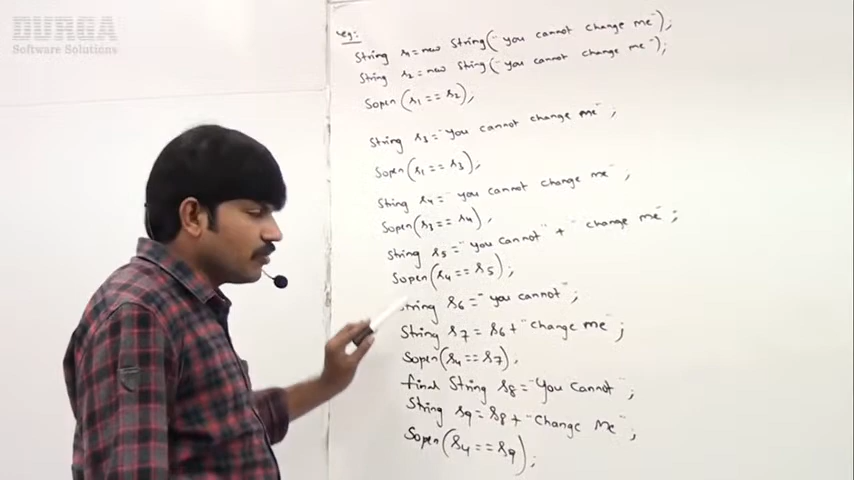 DURGA
Software Solutions
eg:
String s1=new String("you cannot change me");
String s2=new String("you cannot change me");
Sopln(s1==s2);
String s3="you cannot change me";
Sopln(s1==s3);
String s4="you cannot change me";
Sopln(s3==s4);
String s5="you cannot"+" change me";
Sopln(s4==s5);
String s6="you cannot";
String s7=s6+"change me";
Sopln(s4==s7);
final String s8="You Cannot";
String s9=s8+"Change Me";
Sopln(s4==s9);